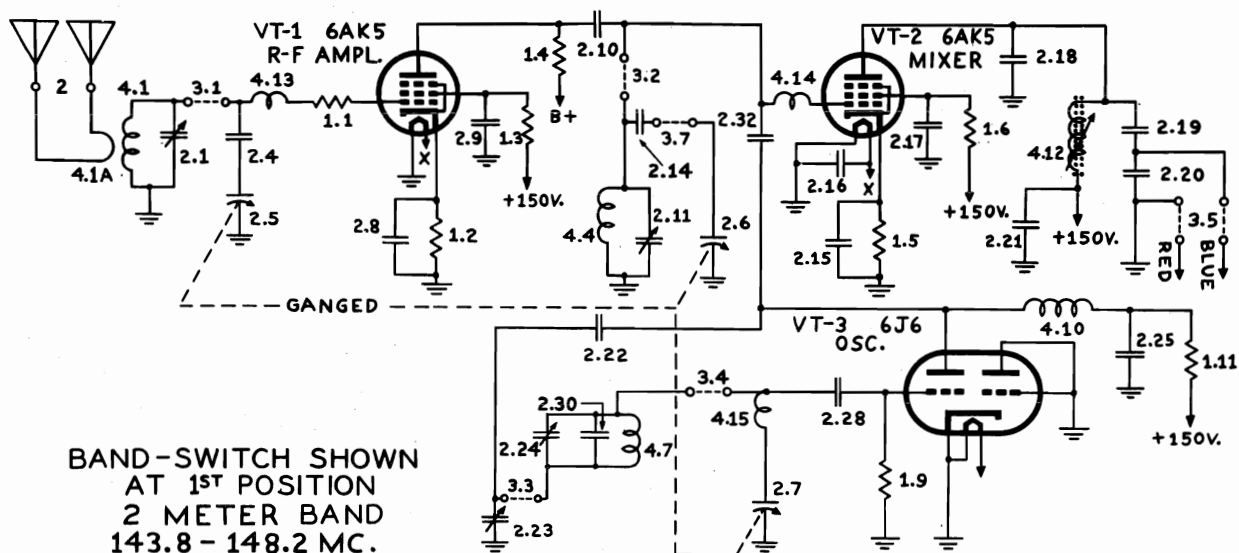 VT-1 6AK5
R-F AMPL.
2
4.1
4.1A
2.1
3.1
4.13
2.4
2.5
1.1
2.9
1.3
+150V.
X
2.8
1.2
1.4
B+
2.10
3.2
3.7
2.14
4.4
2.11
2.6
2.32
VT-2 6AK5
MIXER
4.14
2.16
X
2.17
1.6
+150V.
2.15
1.5
2.18
4.12
2.21
+150V.
2.19
2.20
3.5
RED
BLUE
GANGED
2.22
VT-3 6J6
OSC.
4.10
2.25
1.11
+150V.
3.4
2.30
2.24
4.7
4.15
2.28
3.3
2.23
2.7
1.9
BAND-SWITCH SHOWN
AT 1ST POSITION
2 METER BAND
143.8 - 148.2 MC.